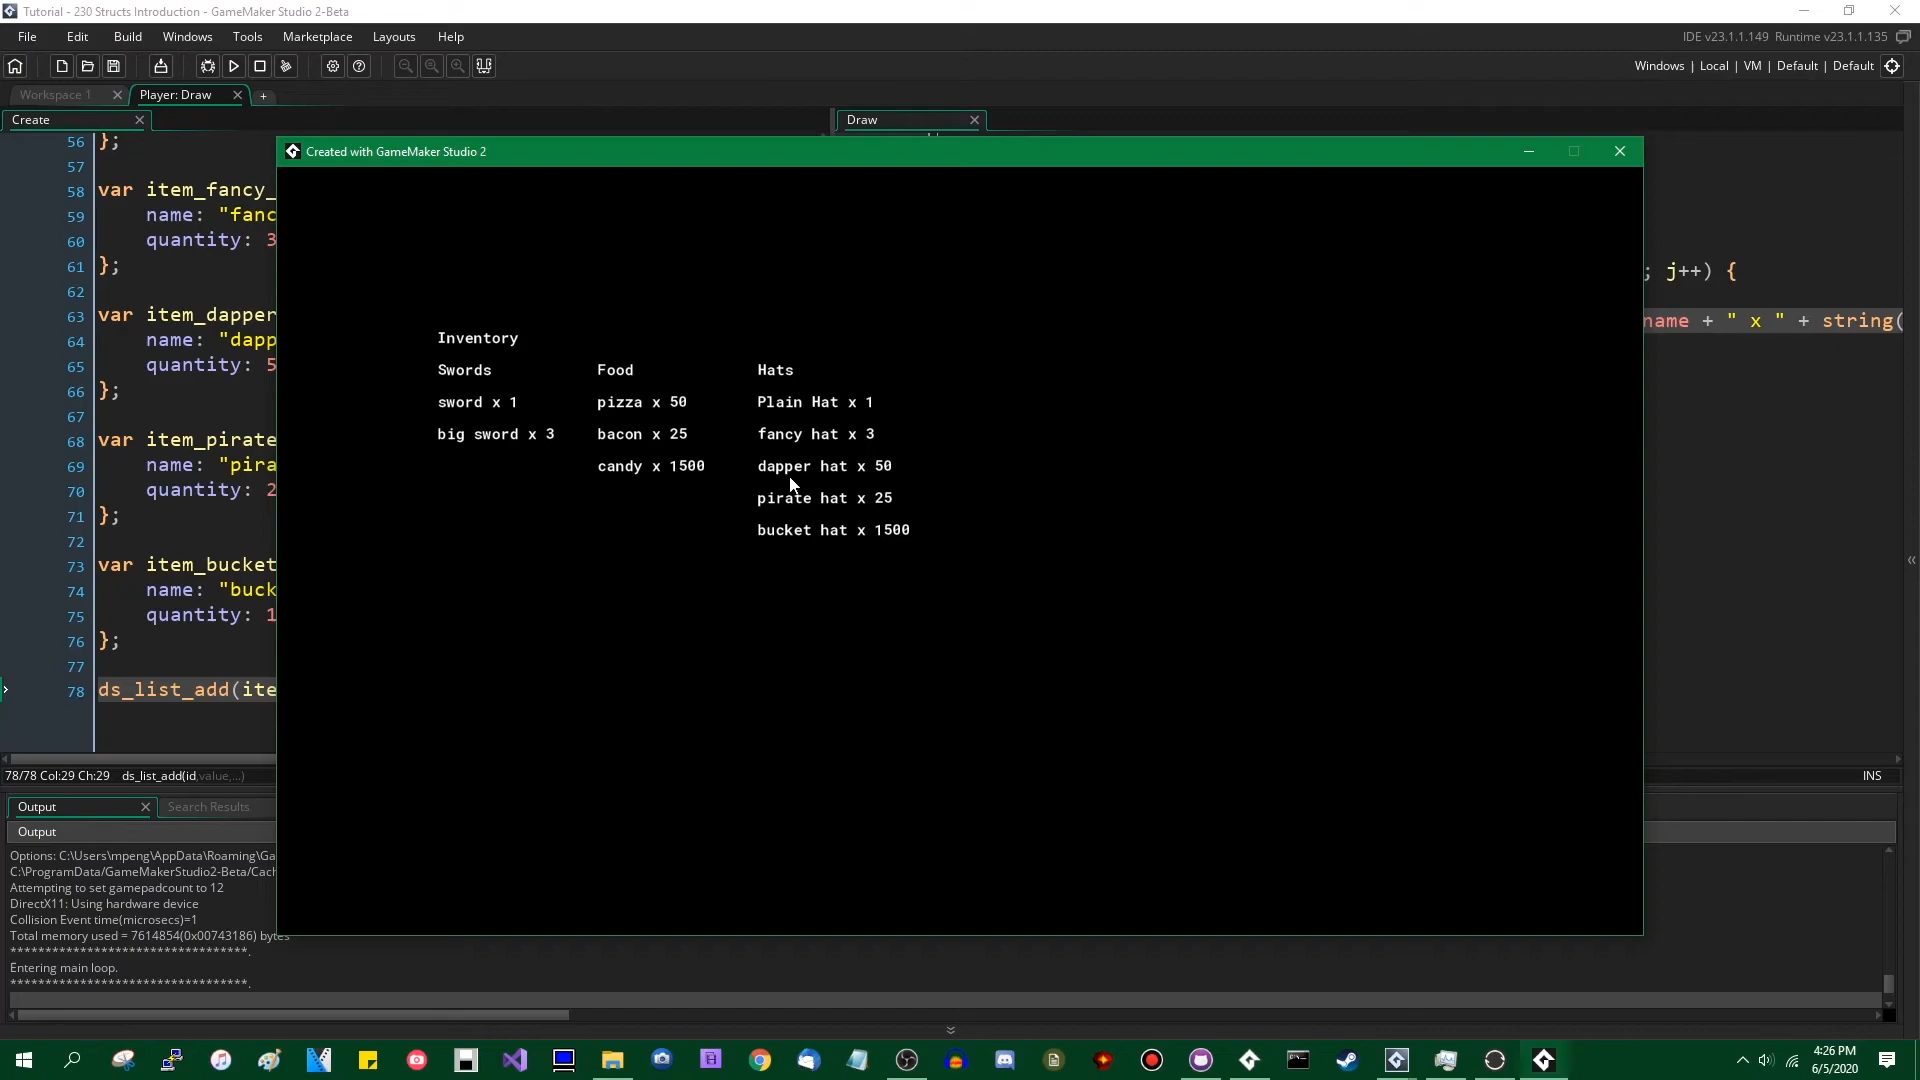 Tutorial - 230 Structs Introduction - GameMaker Studio 2-Beta
File Edit Build Windows Tools Marketplace Layouts Help
IDE v23.1.1.149 Runtime v23.1.1.135
Windows | Local | VM | Default | Default
Workspace 1
Player: Draw
Create
Draw
56 };
57
58 var item_fancy_
59 name: "fanc
60 quantity: 3
61 };
62
63 var item_dapper
64 name: "dapp
65 quantity: 5
66 };
67
68 var item_pirate
69 name: "pira
70 quantity: 2
71 };
72
73 var item_bucket
74 name: "buck
75 quantity: 1
76 };
77
78 ds_list_add(ite
; j++) {
name + " x " + string(
Created with GameMaker Studio 2
Inventory
Swords Food Hats
sword x 1 pizza x 50 Plain Hat x 1
big sword x 3 bacon x 25 fancy hat x 3
candy x 1500 dapper hat x 50
pirate hat x 25
bucket hat x 1500
78/78 Col:29 Ch:29 ds_list_add(id,value,...)
INS
Output
Search Results
Output
Options: C:\Users\mpeng\AppData\Roaming\Ga
C:\ProgramData/GameMakerStudio2-Beta/Cach
Attempting to set gamepadcount to 12
DirectX11: Using hardware device
Collision Event time(microsecs)=1
Total memory used = 7614854(0x00743186) bytes
**********************************.
Entering main loop.
**********************************.
4:26 PM
6/5/2020